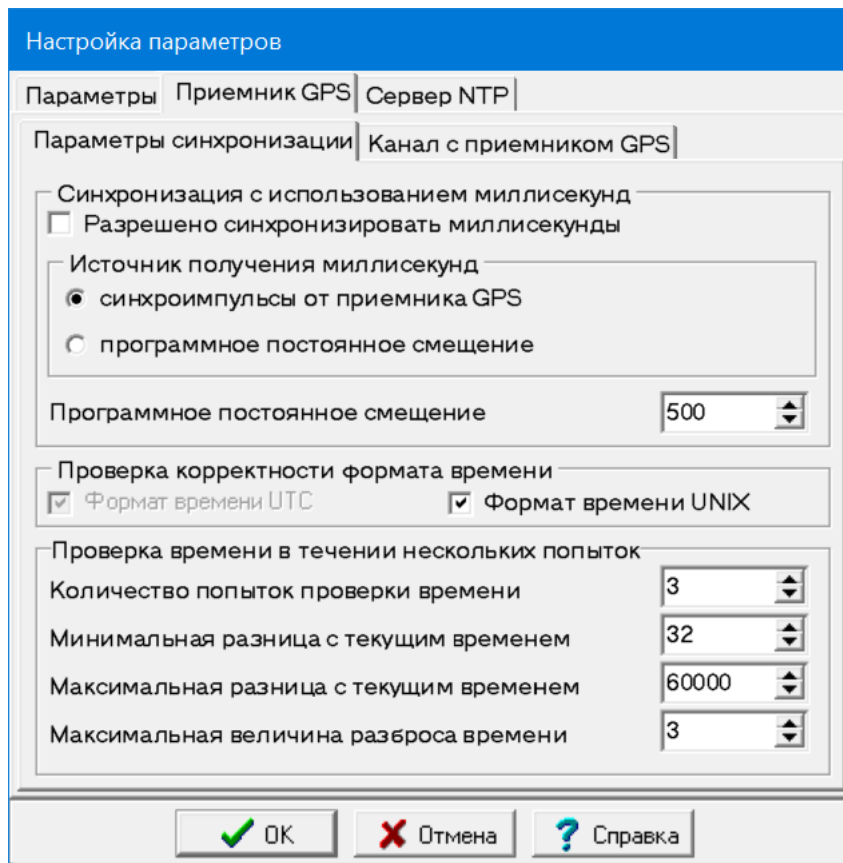 Настройка параметров
Параметры Приемник GPS Сервер NTP
Параметры синхронизации Канал с приемником GPS
Синхронизация с использованием миллисекунд
Разрешено синхронизировать миллисекунды
Источник получения миллисекунд
синхроимпульсы от приемника GPS
программное постоянное смещение
Программное постоянное смещение 500
Проверка корректности формата времени
Формат времени UTC Формат времени UNIX
Проверка времени в течении нескольких попыток
Количество попыток проверки времени 3
Минимальная разница с текущим временем 32
Максимальная разница с текущим временем 60000
Максимальная величина разброса времени 3
OK Отмена ? Справка